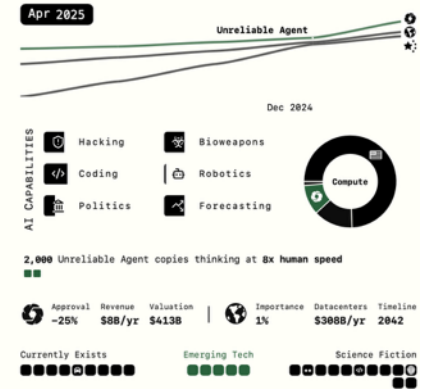 Apr 2025
Unreliable Agent
Dec 2024
AI CAPABILITIES
Hacking
Bioweapons
Coding
Robotics
Politics
Forecasting
Compute
2,000 Unreliable Agent copies thinking at 8x human speed
Approval Revenue Valuation Importance Datacenters Timeline
-25% $8B/yr $413B 1% $308B/yr 2042
Currently Exists Emerging Tech Science Fiction